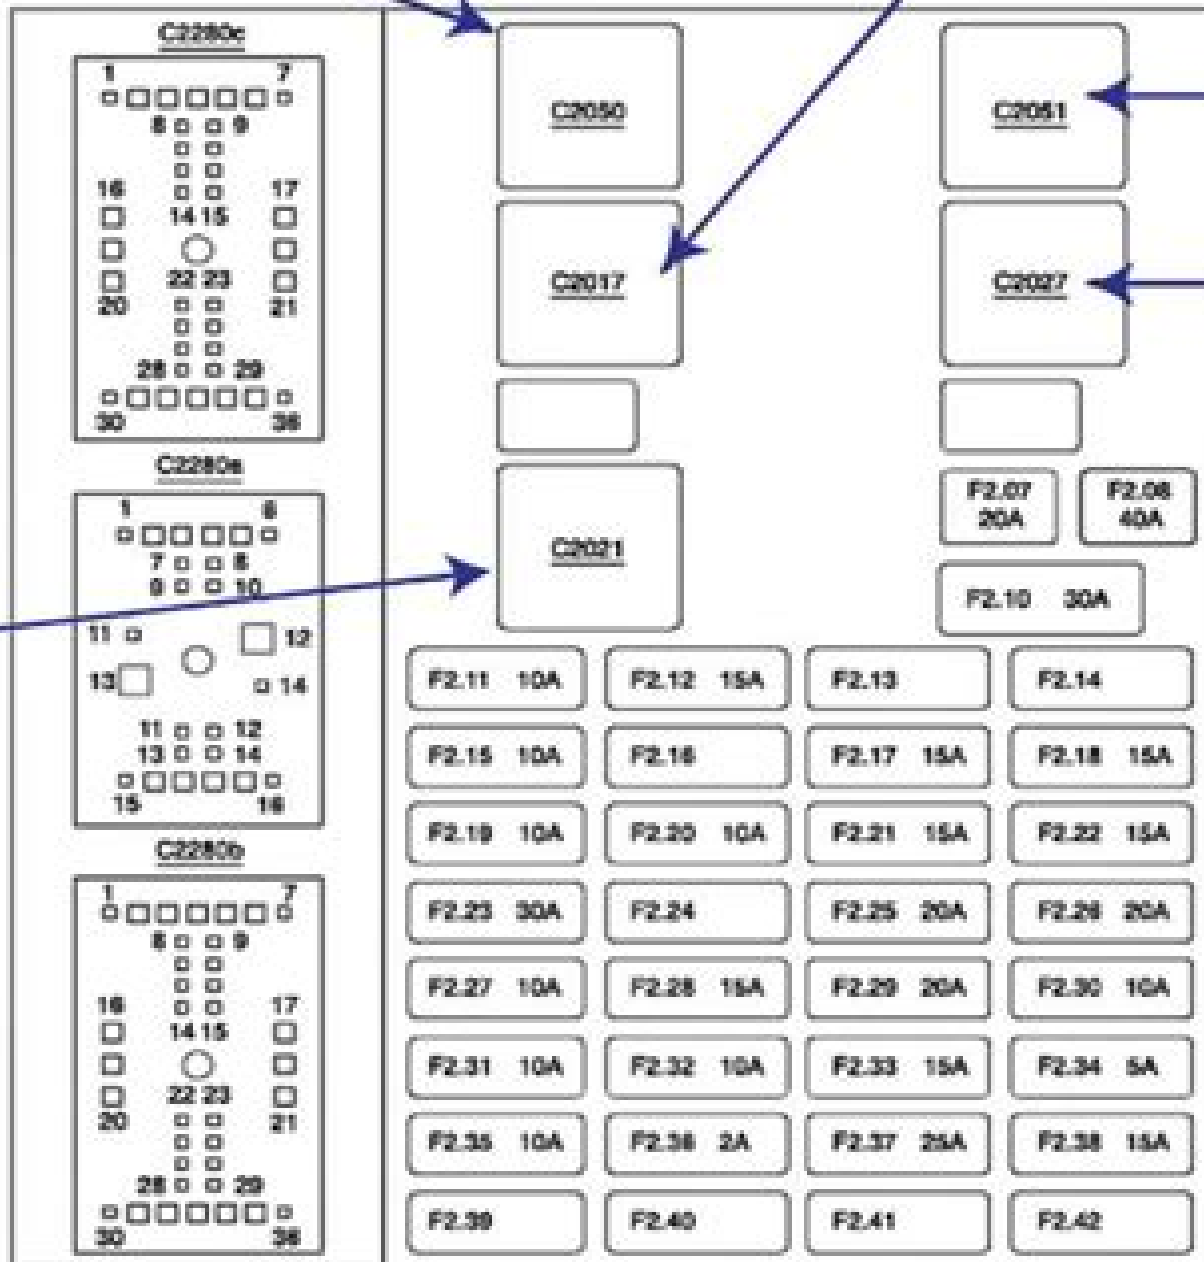 C2280c
1 7
8 9
16 17
14 15
22 23
20 21
28 29
30 36
C2280a
1 6
7 8
9 10
11 12
13 14
11 12
13 14
15 16
C2280b
1 7
8 9
16 17
14 15
22 23
20 21
28 29
30 36
C2050
C2051
C2017
C2027
F2.07
20A
F2.08
40A
C2021
F2.10 30A
F2.11 10A
F2.12 15A
F2.13
F2.14
F2.15 10A
F2.16
F2.17 15A
F2.18 15A
F2.19 10A
F2.20 10A
F2.21 15A
F2.22 15A
F2.23 30A
F2.24
F2.25 20A
F2.26 20A
F2.27 10A
F2.28 15A
F2.29 20A
F2.30 10A
F2.31 10A
F2.32 10A
F2.33 15A
F2.34 5A
F2.35 10A
F2.36 2A
F2.37 25A
F2.38 15A
F2.39
F2.40
F2.41
F2.42